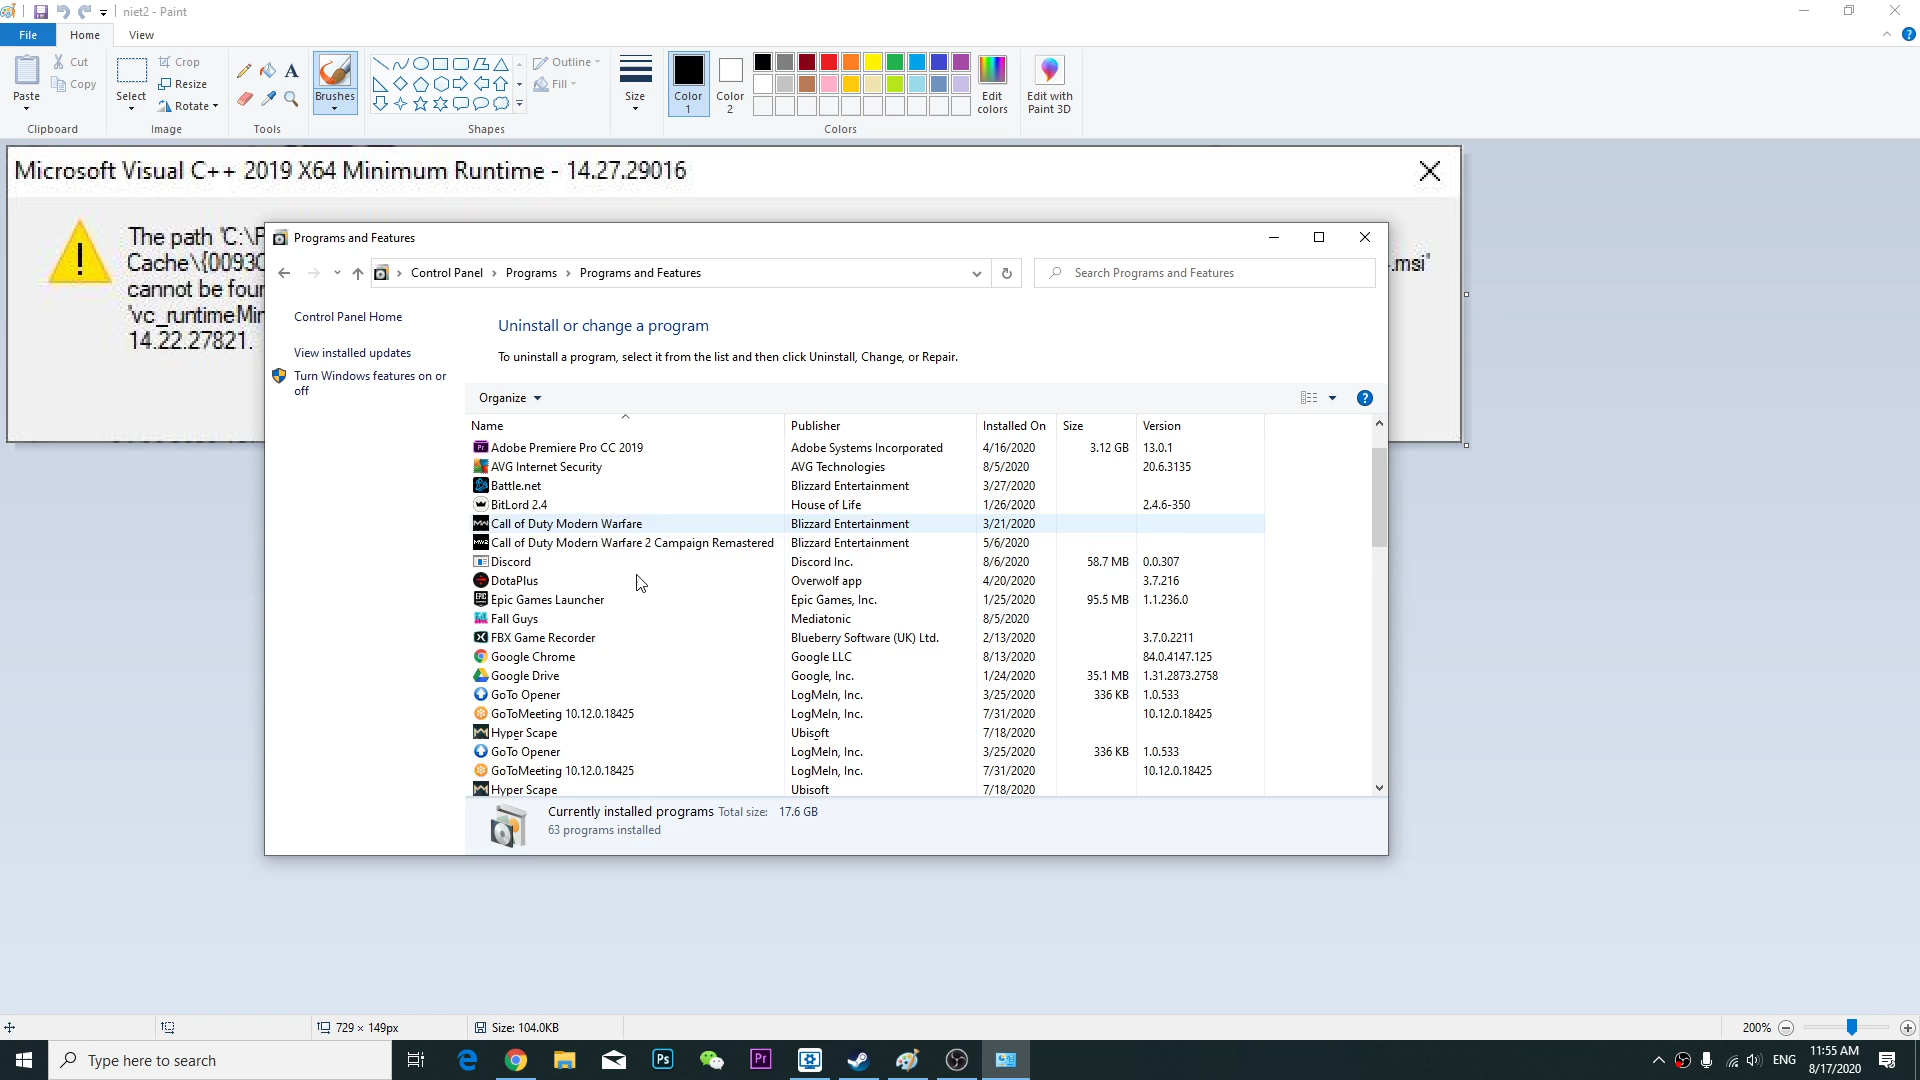 niet2 - Paint
File
Home
View
Paste
Cut
Copy
Clipboard
Select
Crop
Resize
Rotate
Image
A
Tools
Brushes
Shapes
Outline
Fill
Size
Color
1
Color
2
Colors
Edit
colors
Edit with
Paint 3D
Microsoft Visual C++ 2019 X64 Minimum Runtime - 14.27.29016
The path 'C:\P
Cache\{0093C
.msi"
cannot be four
'vc_runtimeMin
14.22.27821.
Programs and Features
Control Panel > Programs > Programs and Features
Search Programs and Features
Control Panel Home
View installed updates
Turn Windows features on or
off
Uninstall or change a program
To uninstall a program, select it from the list and then click Uninstall, Change, or Repair.
Organize
Name Publisher Installed On Size Version
Adobe Premiere Pro CC 2019 Adobe Systems Incorporated 4/16/2020 3.12 GB 13.0.1
AVG Internet Security AVG Technologies 8/5/2020 20.6.3135
Battle.net Blizzard Entertainment 3/27/2020
BitLord 2.4 House of Life 1/26/2020 2.4.6-350
Call of Duty Modern Warfare Blizzard Entertainment 3/21/2020
Call of Duty Modern Warfare 2 Campaign Remastered Blizzard Entertainment 5/6/2020
Discord Discord Inc. 8/6/2020 58.7 MB 0.0.307
DotaPlus Overwolf app 4/20/2020 3.7.216
Epic Games Launcher Epic Games, Inc. 1/25/2020 95.5 MB 1.1.236.0
Fall Guys Mediatonic 8/5/2020
FBX Game Recorder Blueberry Software (UK) Ltd. 2/13/2020 3.7.0.2211
Google Chrome Google LLC 8/13/2020 84.0.4147.125
Google Drive Google, Inc. 1/24/2020 35.1 MB 1.31.2873.2758
GoTo Opener LogMeIn, Inc. 3/25/2020 336 KB 1.0.533
GoToMeeting 10.12.0.18425 LogMeIn, Inc. 7/31/2020 10.12.0.18425
Hyper Scape Ubisoft 7/18/2020
GoTo Opener LogMeIn, Inc. 3/25/2020 336 KB 1.0.533
GoToMeeting 10.12.0.18425 LogMeIn, Inc. 7/31/2020 10.12.0.18425
Hyper Scape Ubisoft 7/18/2020
Currently installed programs Total size: 17.6 GB
63 programs installed
729 × 149px
Size: 104.0KB
200%
Type here to search
Ps
Pr
ENG
11:55 AM
8/17/2020